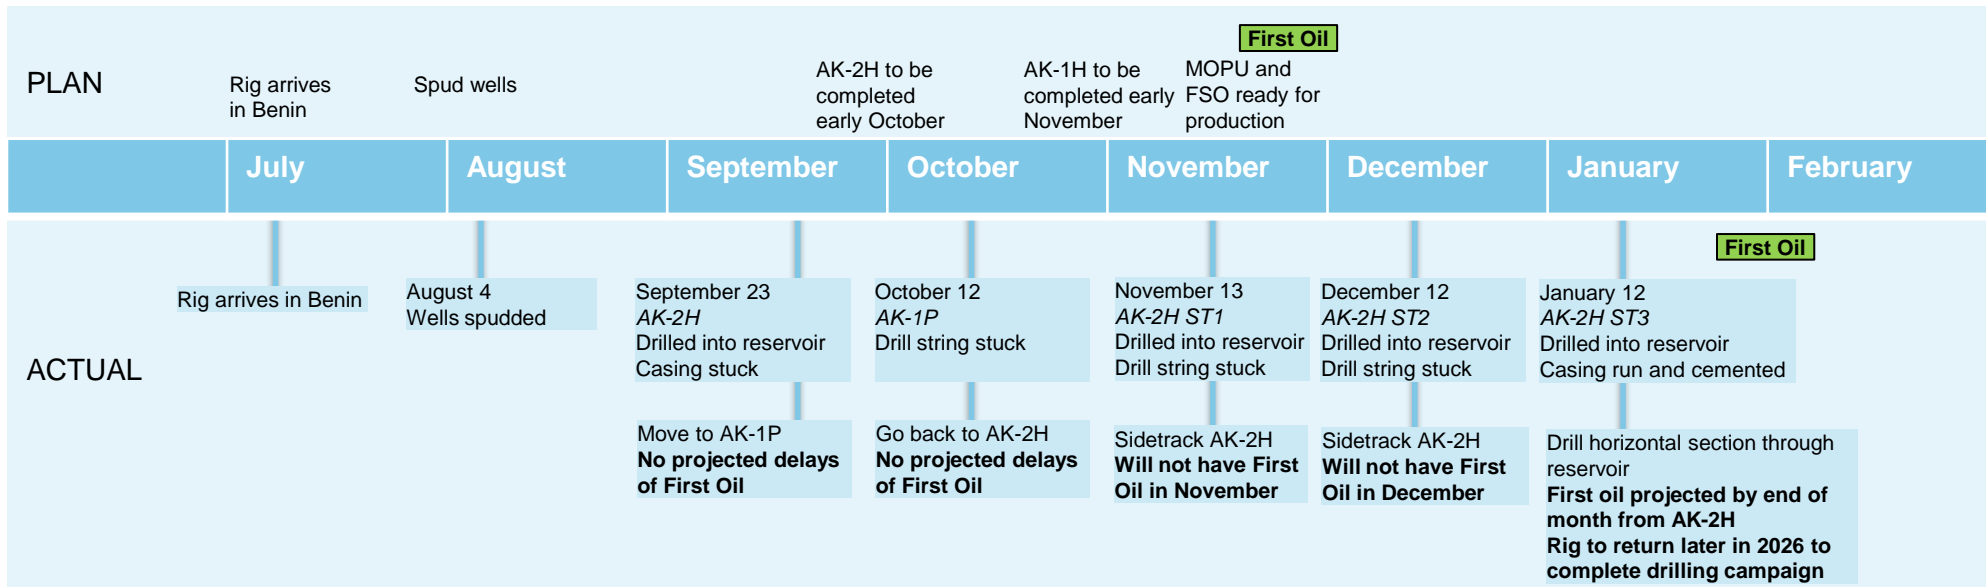 First Oil
PLAN
Rig arrives
in Benin
Spud wells
AK-2H to be
completed
early October
AK-1H to be
completed early
November
MOPU and
FSO ready for
production
July
August
September
October
November
December
January
February
First Oil
ACTUAL
Rig arrives in Benin
August 4
Wells spudded
September 23
AK-2H
Drilled into reservoir
Casing stuck
October 12
AK-1P
Drill string stuck
November 13
AK-2H ST1
Drilled into reservoir
Drill string stuck
December 12
AK-2H ST2
Drilled into reservoir
Drill string stuck
January 12
AK-2H ST3
Drilled into reservoir
Casing run and cemented
Move to AK-1P
No projected delays
of First Oil
Go back to AK-2H
No projected delays
of First Oil
Sidetrack AK-2H
Will not have First
Oil in November
Sidetrack AK-2H
Will not have First
Oil in December
Drill horizontal section through
reservoir
First oil projected by end of
month from AK-2H
Rig to return later in 2026 to
complete drilling campaign